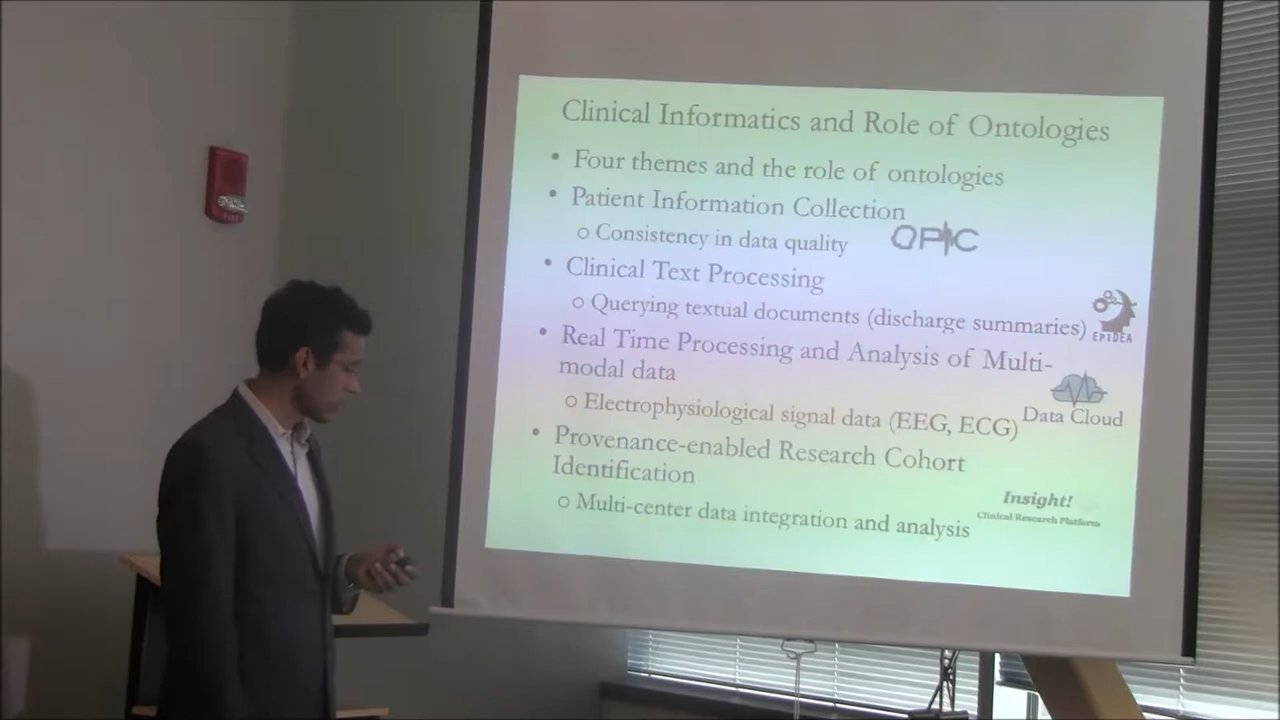 Clinical Informatics and Role of Ontologies
• Four themes and the role of ontologies
• Patient Information Collection
o Consistency in data quality
OPIC
• Clinical Text Processing
o Querying textual documents (discharge summaries)
EPIDEA
• Real Time Processing and Analysis of Multi-
modal data
o Electrophysiological signal data (EEG, ECG)
Data Cloud
• Provenance-enabled Research Cohort
Identification
o Multi-center data integration and analysis
Insight!
Clinical Research Platform
FIRE